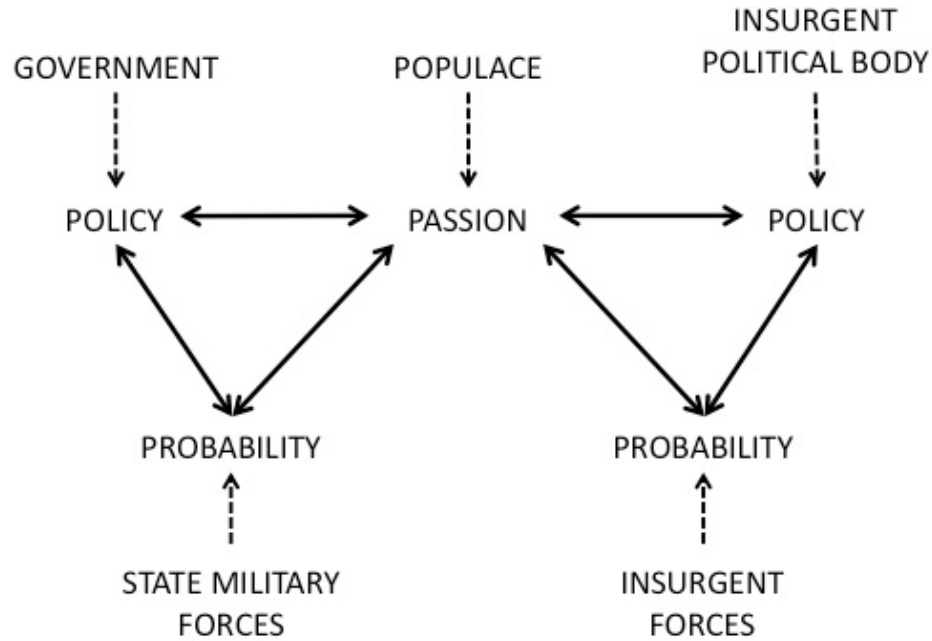 GOVERNMENT
POPULACE
INSURGENT
POLITICAL BODY
POLICY
PASSION
POLICY
PROBABILITY
PROBABILITY
STATE MILITARY
FORCES
INSURGENT
FORCES